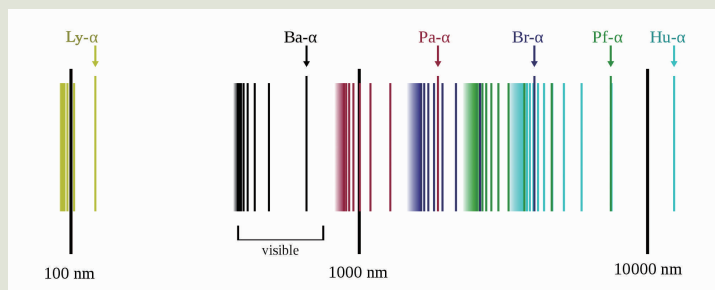 Ly-α Ba-α Pa-α Br-α Pf-α Hu-α
visible
100 nm 1000 nm 10000 nm